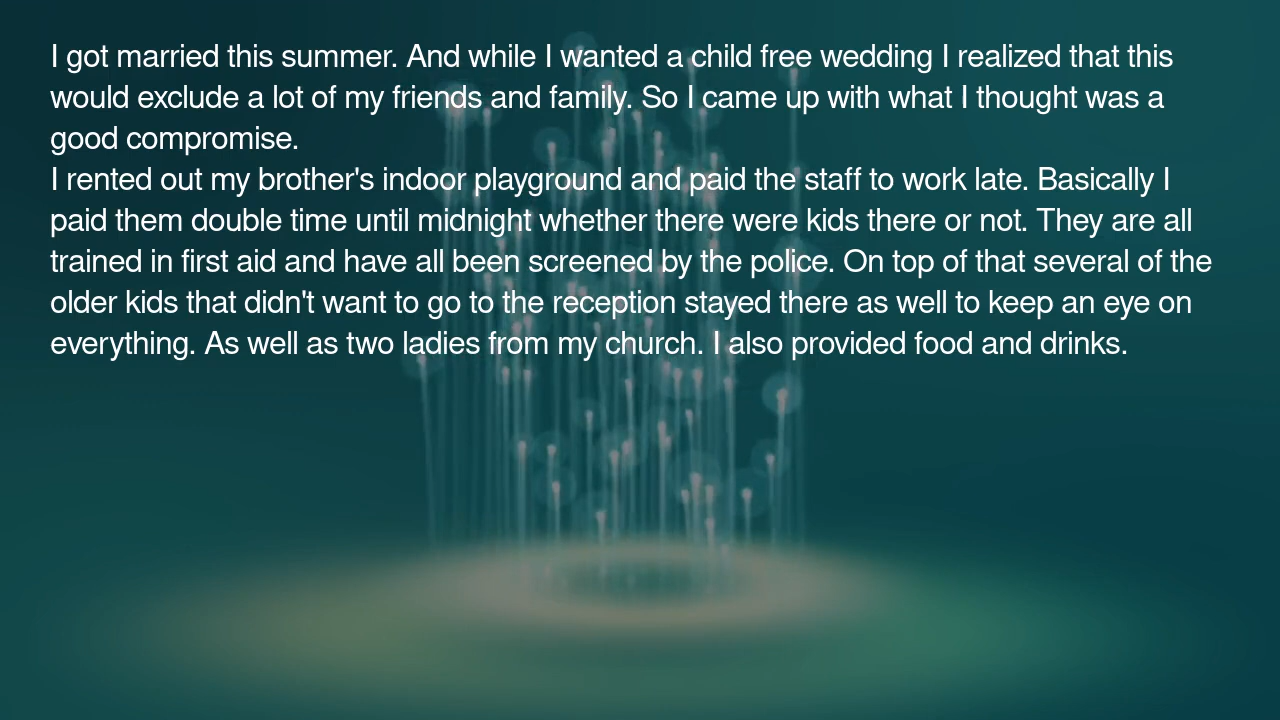 I got married this summer. And while I wanted a child free wedding I realized that this
would exclude a lot of my friends and family. So I came up with what I thought was a
good compromise.
I rented out my brother's indoor playground and paid the staff to work late. Basically I
paid them double time until midnight whether there were kids there or not. They are all
trained in first aid and have all been screened by the police. On top of that several of the
older kids that didn't want to go to the reception stayed there as well to keep an eye on
everything. As well as two ladies from my church. I also provided food and drinks.